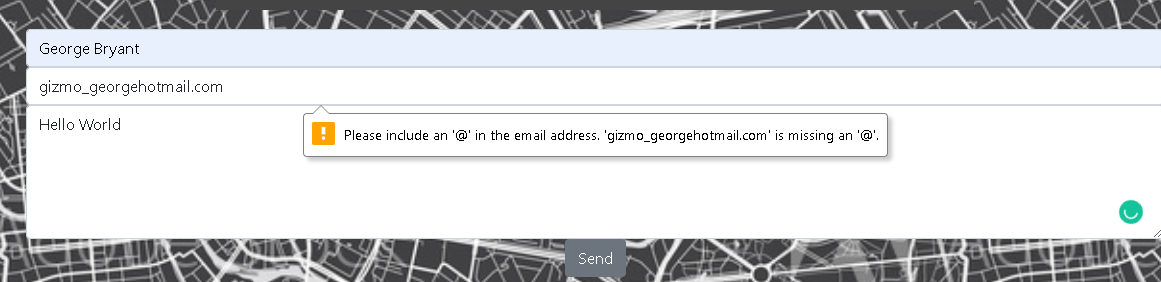 George Bryant
gizmo_georgehotmail.com
Hello World
Please include an '@' in the email address. 'gizmo_georgehotmail.com' is missing an '@'.
Send